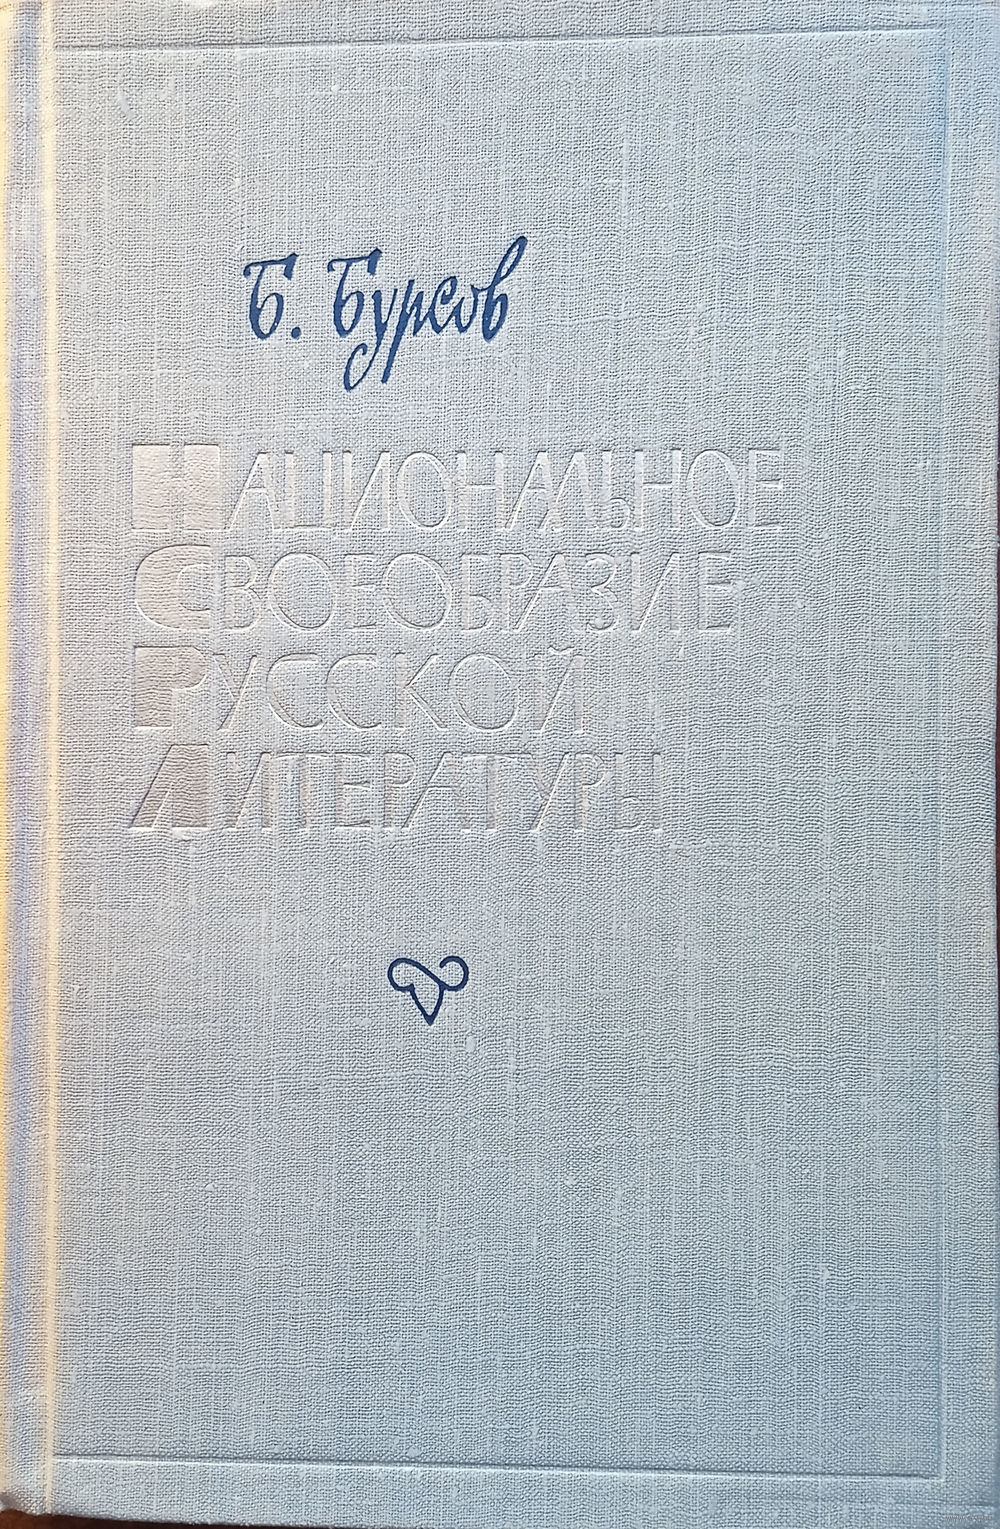 Б. Бурсов
НАЦИОНАЛЬНОЕ
СВОЕОБРАЗИЕ
РУССКОЙ
ЛИТЕРАТУРЫ